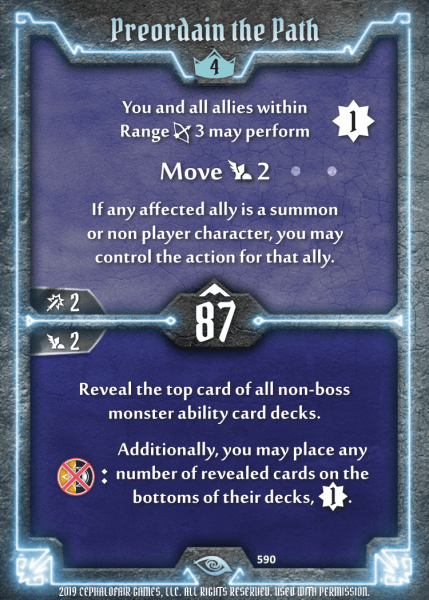 Preordain the Path
4
You and all allies within
Range 3 may perform
1
Move 2
If any affected ally is a summon
or non player character, you may
control the action for that ally.
2
87
2
Reveal the top card of all non-boss
monster ability card decks.
Additionally, you may place any
: number of revealed cards on the
bottoms of their decks, 1.
590
2019 CEPHALOFAIR GAMES, LLC. ALL RIGHTS RESERVED. USED WITH PERMISSION.